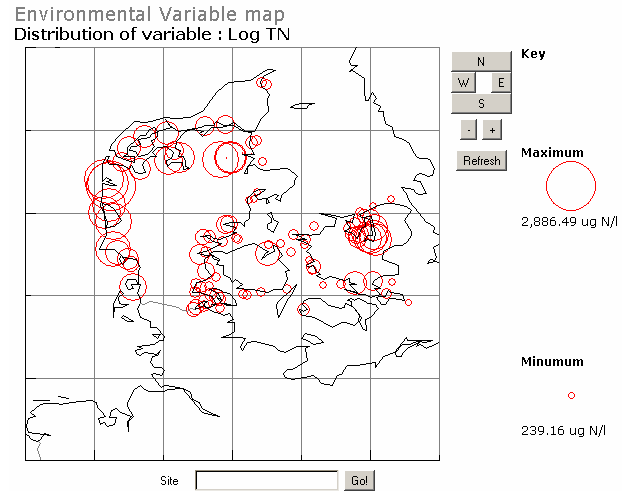 Environmental Variable map
Distribution of variable : Log TN
Key
N
W E
S
- +
Refresh
Maximum
2,886.49 ug N/l
Minumum
239.16 ug N/l
Site Go!